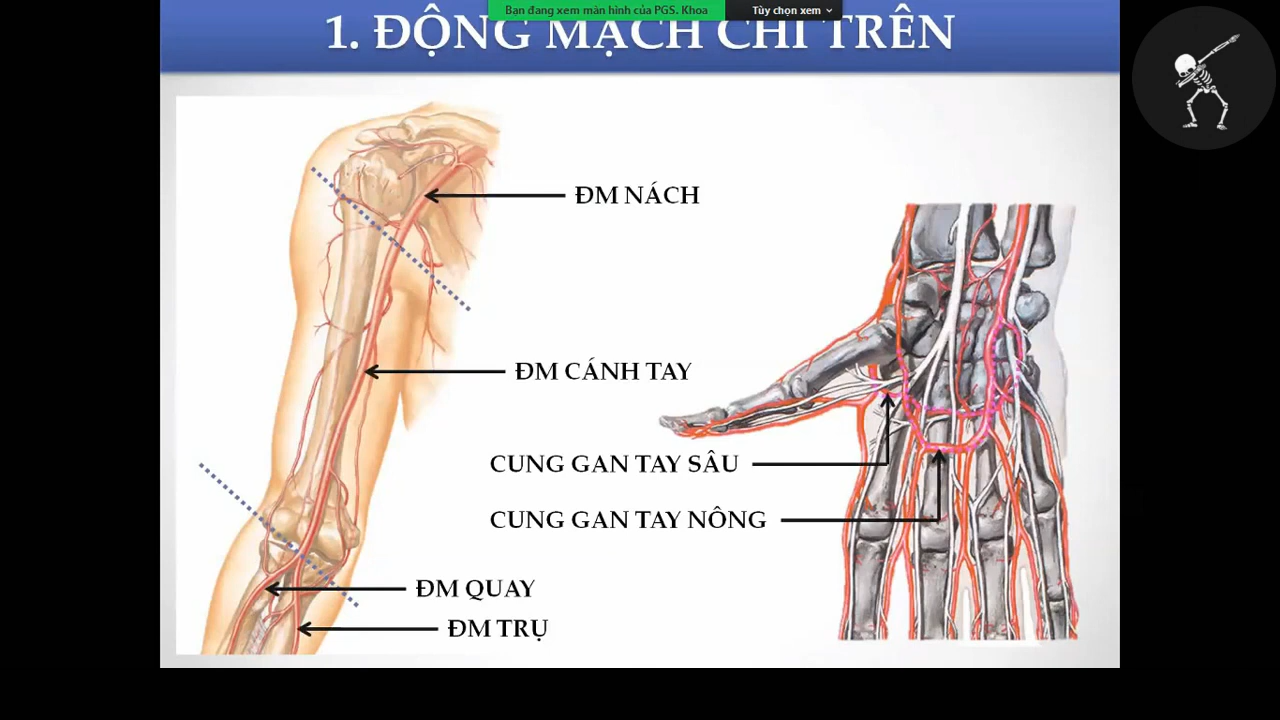 Bạn đang xem màn hình của PGS. Khoa
Tùy chọn xem
1. ĐỘNG MẠCH CHI TRÊN
ĐM NÁCH
ĐM CÁNH TAY
CUNG GAN TAY SÂU
CUNG GAN TAY NÔNG
ĐM QUAY
ĐM TRỤ